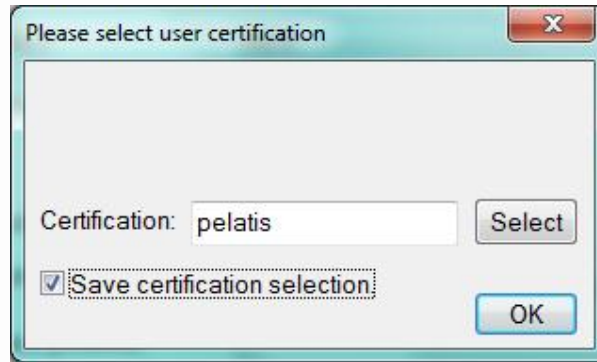 Please select user certification
Certification: pelatis Select
Save certification selection
OK